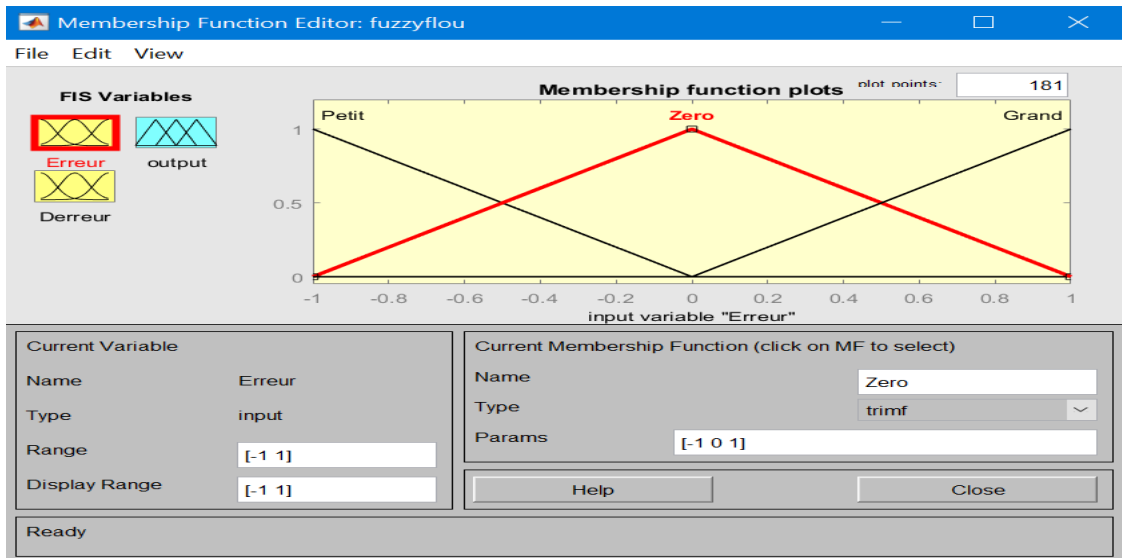 Membership Function Editor: fuzzyflou
File Edit View
FIS Variables
Erreur output
Derreur
Membership function plots plot points: 181
Petit Zero Grand
1
0.5
0
-1 -0.8 -0.6 -0.4 -0.2 0 0.2 0.4 0.6 0.8 1
input variable "Erreur"
Current Variable
Name Erreur
Type input
Range [-1 1]
Display Range [-1 1]
Current Membership Function (click on MF to select)
Name Zero
Type trimf
Params [-1 0 1]
Help Close
Ready